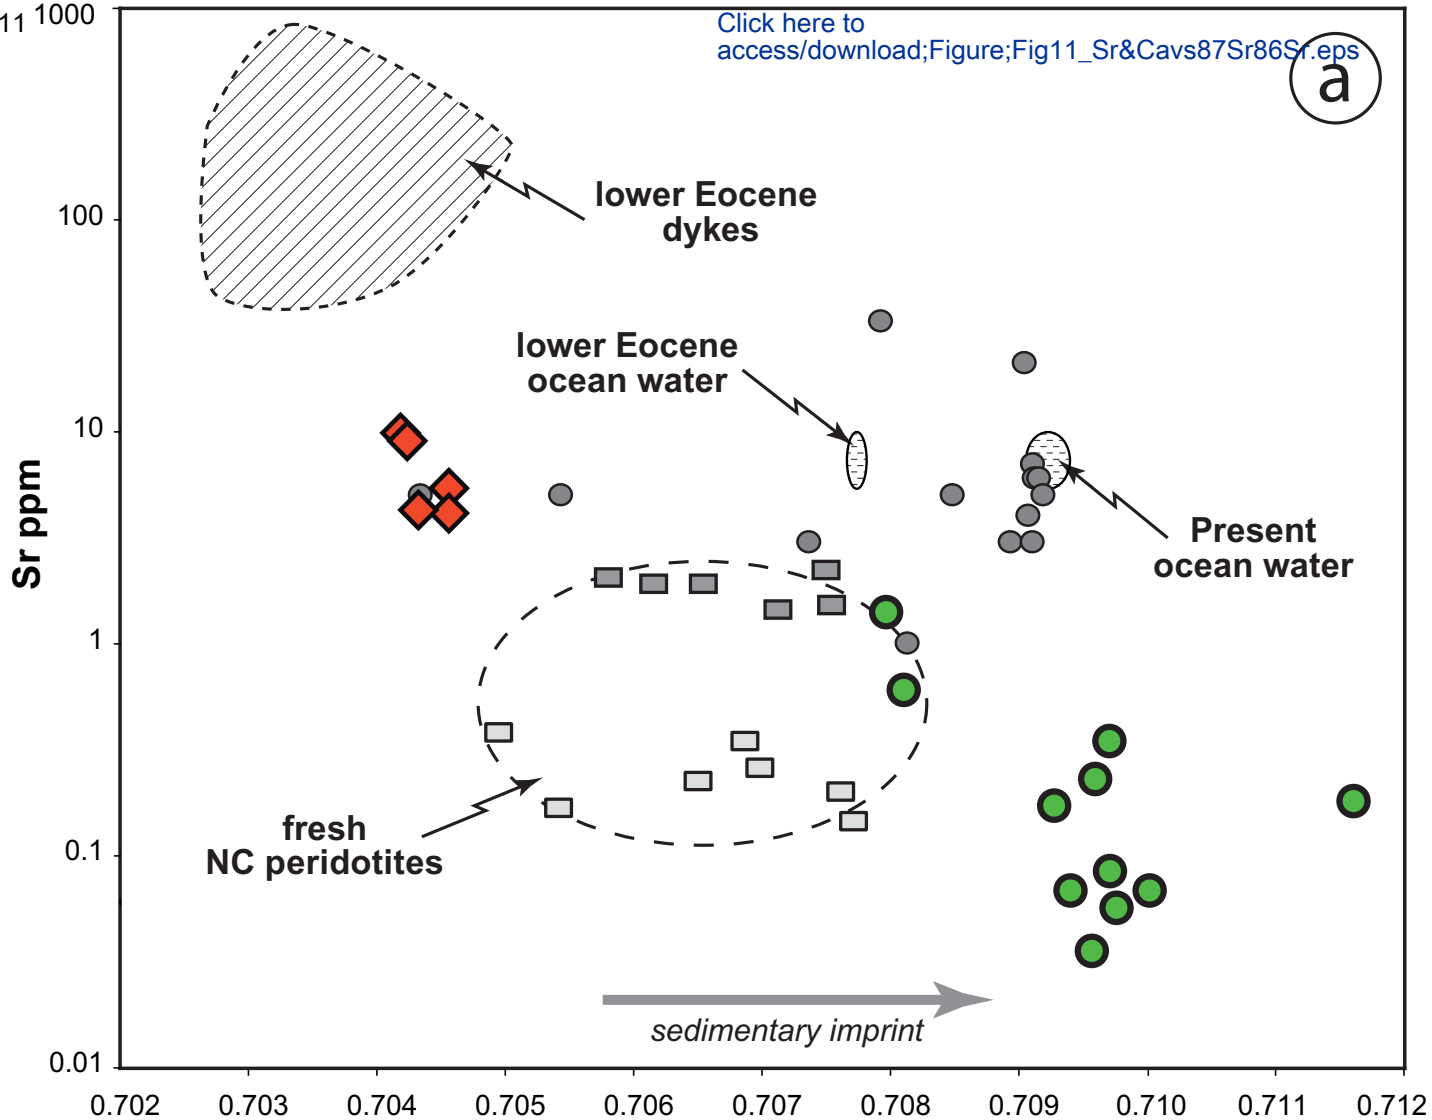 11
1000
Click here to
access/download;Figure;Fig11_Sr&Cavs87Sr86Sr.eps
a
lower Eocene
dykes
100
lower Eocene
ocean water
10
Sr ppm
Present
ocean water
1
fresh
NC peridotites
0.1
sedimentary imprint
0.01
0.702 0.703 0.704 0.705 0.706 0.707 0.708 0.709 0.710 0.711 0.712